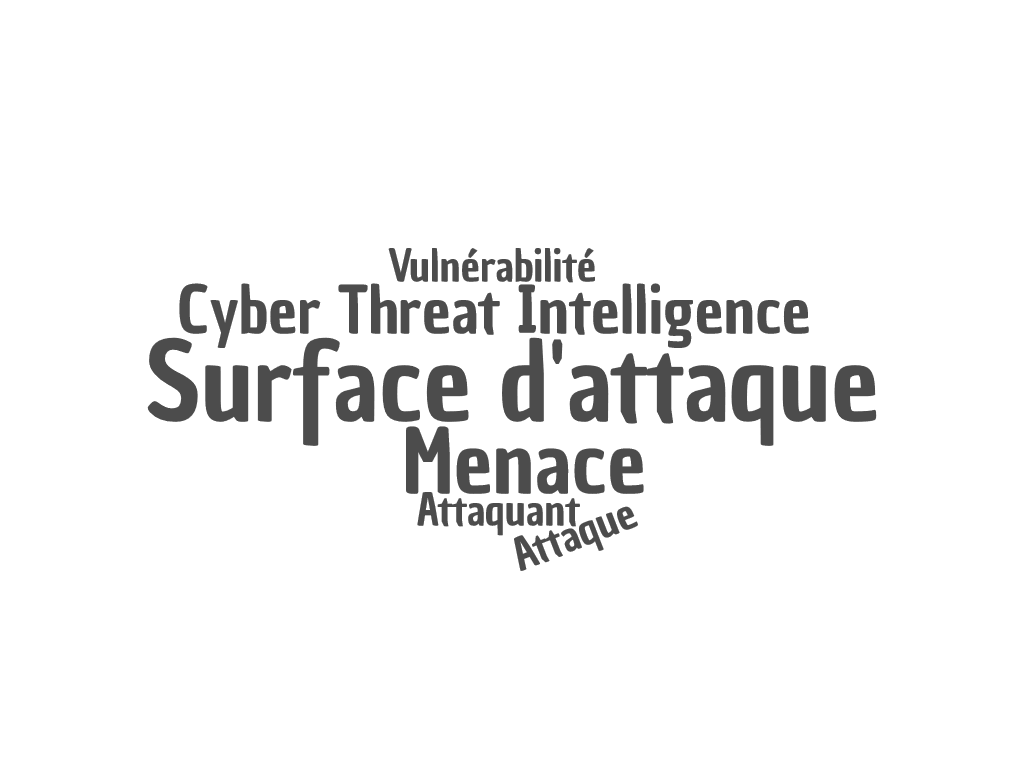 Vulnérabilité
Cyber Threat Intelligence
Surface d'attaque
Menace
Attaquant
Attaque